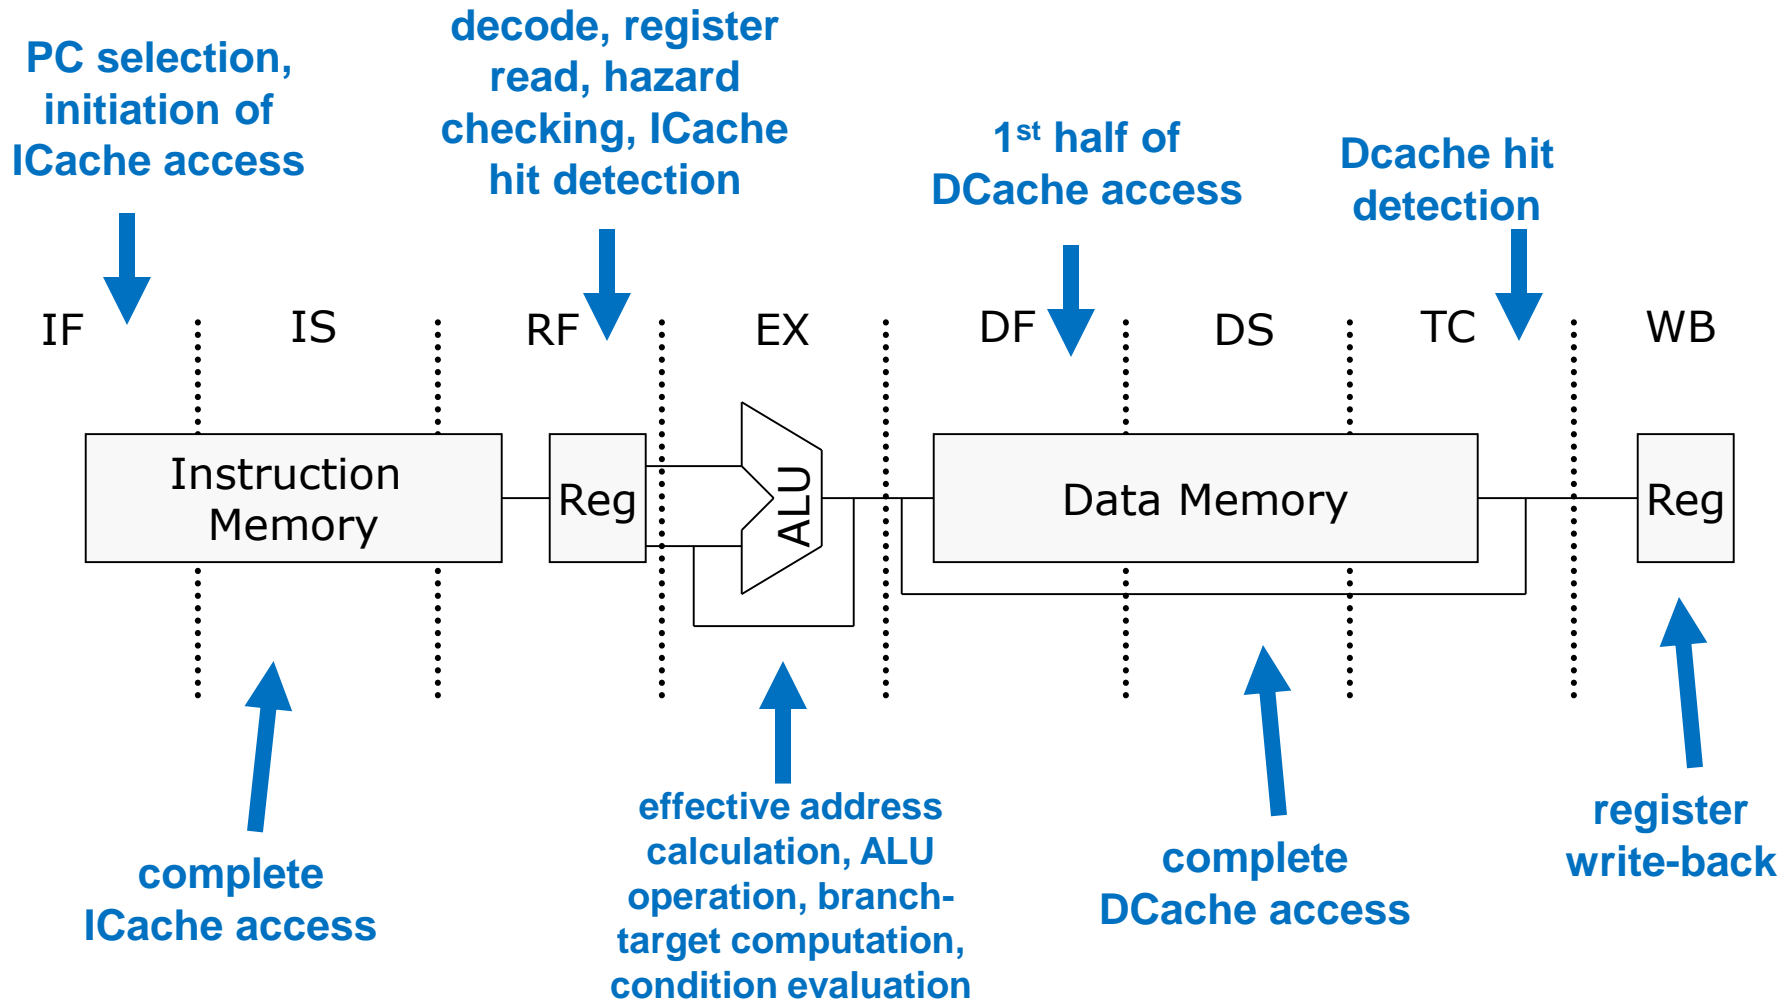 PC selection,
initiation of
ICache access
decode, register
read, hazard
checking, ICache
hit detection
1st half of
DCache access
Dcache hit
detection
IF
IS
RF
EX
DF
DS
TC
WB
Instruction
Memory
Reg
ALU
Data Memory
Reg
complete
ICache access
effective address
calculation, ALU
operation, branch-
target computation,
condition evaluation
complete
DCache access
register
write-back